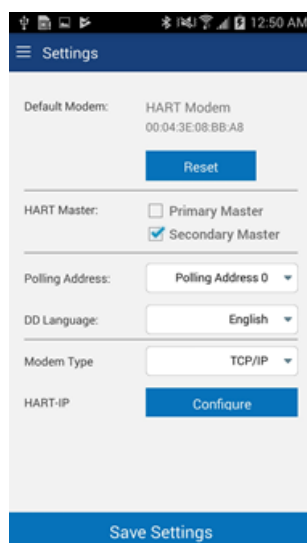 12:50 AM
Settings
Default Modem: HART Modem
00:04:3E:08:BB:A8
Reset
HART Master: Primary Master
Secondary Master
Polling Address: Polling Address 0
DD Language: English
Modem Type TCP/IP
HART-IP Configure
Save Settings